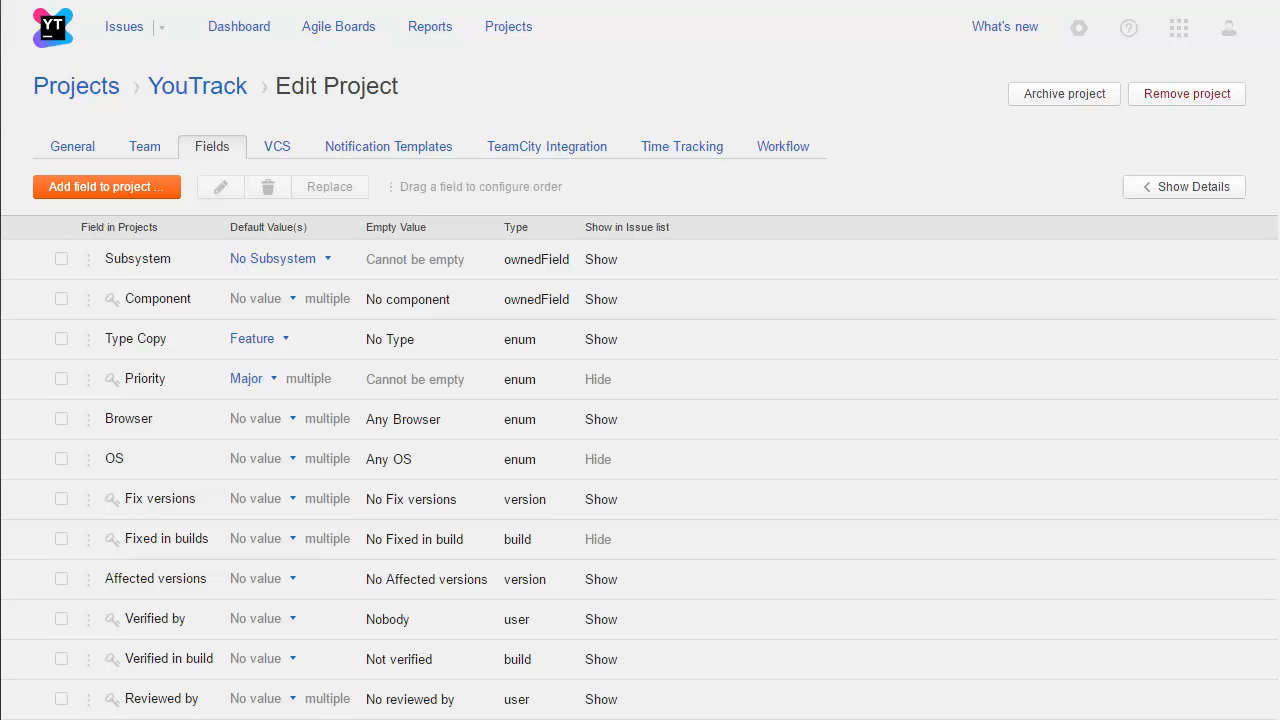 YT
Issues Dashboard Agile Boards Reports Projects What's new
Projects › YouTrack › Edit Project
Archive project Remove project
General Team Fields VCS Notification Templates TeamCity Integration Time Tracking Workflow
Add field to project ... Replace Drag a field to configure order Show Details
Field in Projects Default Value(s) Empty Value Type Show in Issue list
Subsystem No Subsystem Cannot be empty ownedField Show
Component No value multiple No component ownedField Show
Type Copy Feature No Type enum Show
Priority Major multiple Cannot be empty enum Hide
Browser No value multiple Any Browser enum Show
OS No value multiple Any OS enum Hide
Fix versions No value multiple No Fix versions version Show
Fixed in builds No value multiple No Fixed in build build Hide
Affected versions No value No Affected versions version Show
Verified by No value Nobody user Show
Verified in build No value Not verified build Show
Reviewed by No value multiple No reviewed by user Show